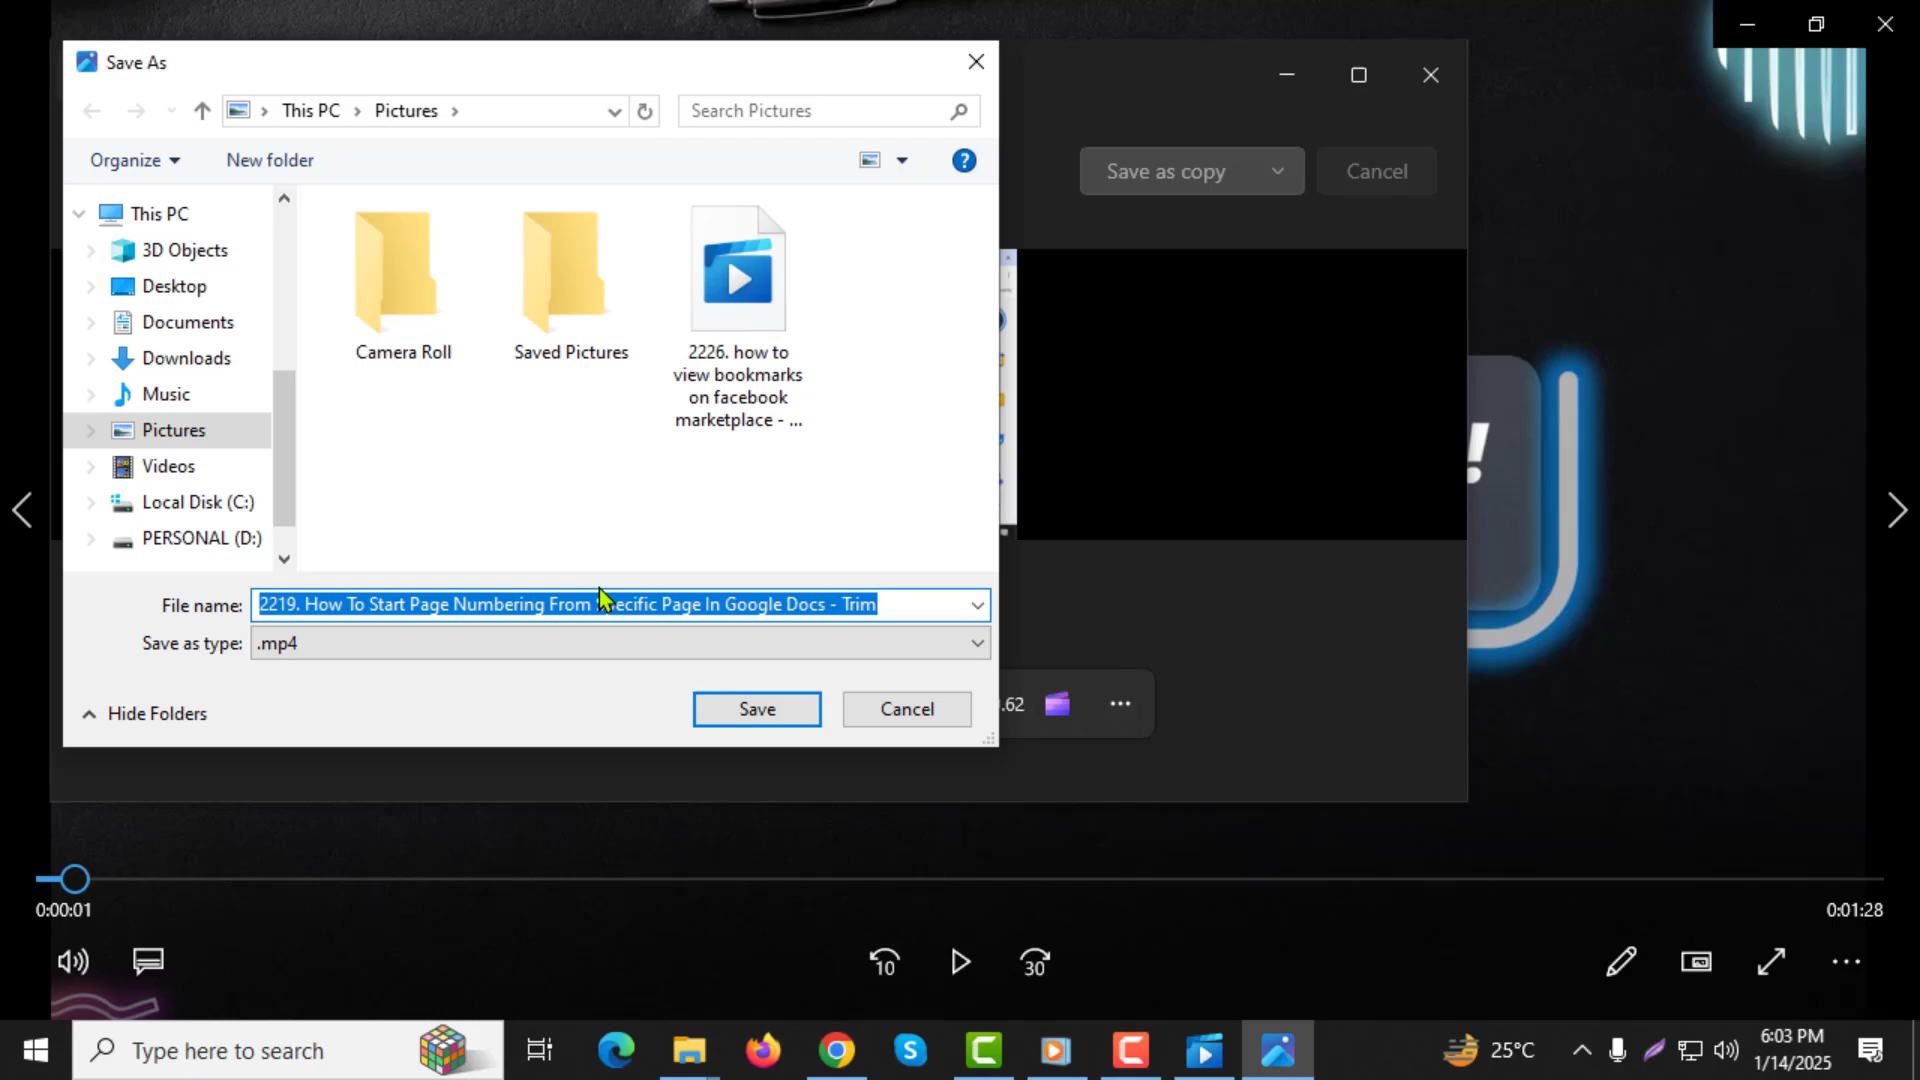 Save As
This PC
Pictures
Search Pictures
Organize
New folder
?
Save as copy
Cancel
This PC
3D Objects
Desktop
Documents
Downloads
Music
Pictures
Videos
Local Disk (C:)
PERSONAL (D:)
Camera Roll
Saved Pictures
2226. how to
view bookmarks
on facebook
marketplace - ...
!
File name:
2219. How To Start Page Numbering From Specific Page In Google Docs - Trim
Save as type:
.mp4
Hide Folders
Save
Cancel
.62
0:00:01
0:01:28
10
30
Type here to search
25°C
6:03 PM
1/14/2025